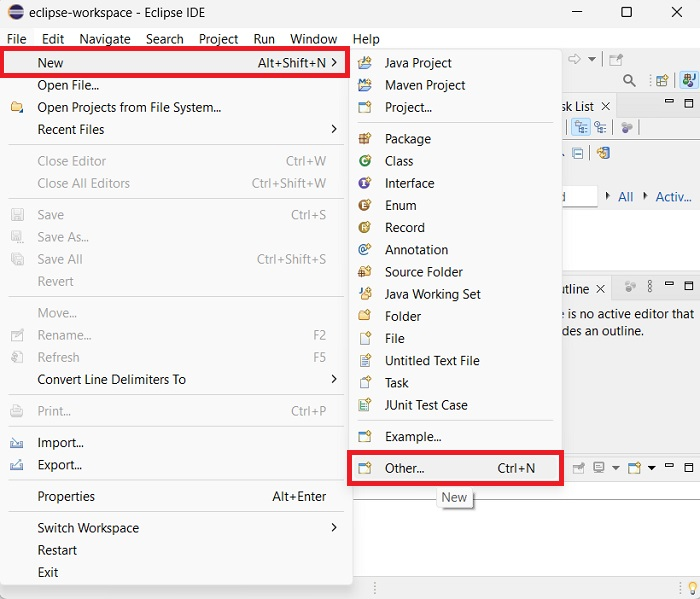 eclipse-workspace - Eclipse IDE
File Edit Navigate Search Project Run Window Help
New Alt+Shift+N
Open File...
Open Projects from File System...
Recent Files
Close Editor Ctrl+W
Close All Editors Ctrl+Shift+W
Save Ctrl+S
Save As...
Save All Ctrl+Shift+S
Revert
Move...
Rename... F2
Refresh F5
Convert Line Delimiters To
Print... Ctrl+P
Import...
Export...
Properties Alt+Enter
Switch Workspace
Restart
Exit
Java Project
Maven Project
Project...
Package
Class
Interface
Enum
Record
Annotation
Source Folder
Java Working Set
Folder
File
Untitled Text File
Task
JUnit Test Case
Example...
Other... Ctrl+N
New
sk List
d All Activ...
utline
e is no active editor that
des an outline.